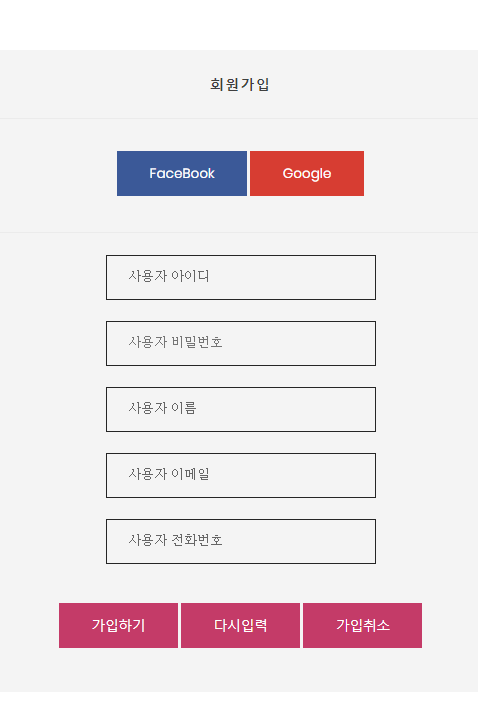 회원가입
FaceBook Google
사용자 아이디
사용자 비밀번호
사용자 이름
사용자 이메일
사용자 전화번호
가입하기 다시입력 가입취소